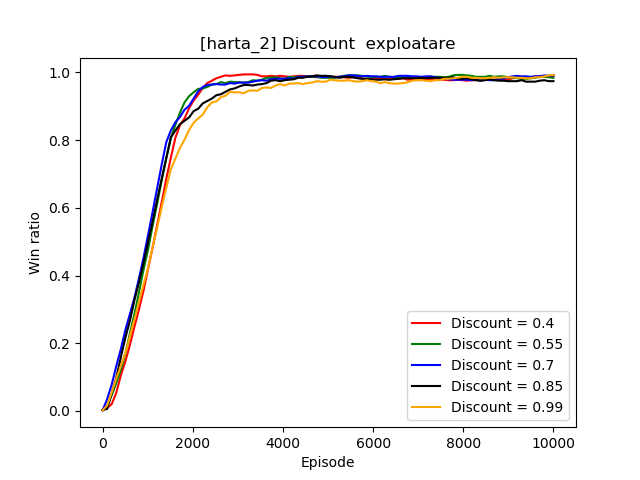 [harta_2] Discount  exploatare
Win ratio
1.0
0.8
0.6
0.4
0.2
0.0
0
2000
4000
6000
8000
10000
Episode
Discount = 0.4
Discount = 0.55
Discount = 0.7
Discount = 0.85
Discount = 0.99